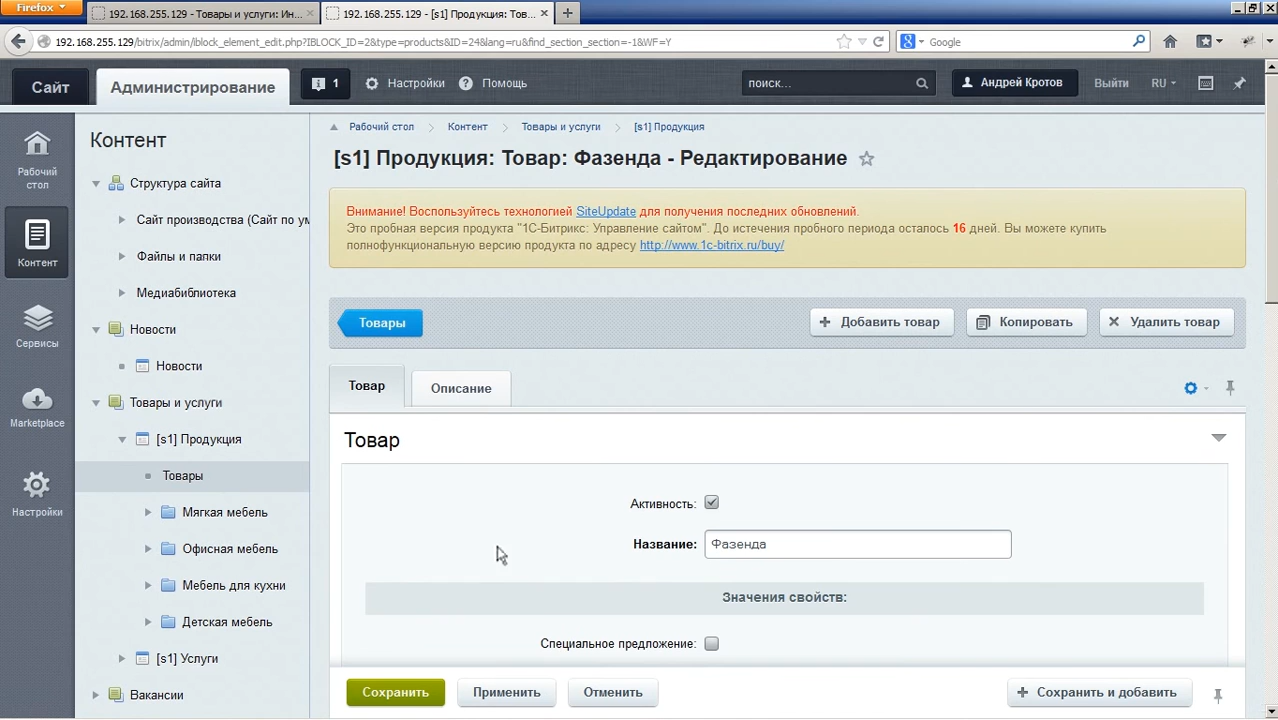 Firefox
192.168.255.129 - Товары и услуги: Ин...
192.168.255.129 - [s1] Продукция: Тов...
192.168.255.129/bitrix/admin/iblock_element_edit.php?IBLOCK_ID=2&type=products&ID=24&lang=ru&find_section_section=-1&WF=Y
Google
Сайт
Администрирование
1
Настройки
Помощь
поиск...
Андрей Кротов
Выйти
RU
Рабочий стол
Контент
Сервисы
Marketplace
Настройки
Контент
Структура сайта
Сайт производства (Сайт по ум
Файлы и папки
Медиабиблиотека
Новости
Новости
Товары и услуги
[s1] Продукция
Товары
Мягкая мебель
Офисная мебель
Мебель для кухни
Детская мебель
[s1] Услуги
Вакансии
Рабочий стол
Контент
Товары и услуги
[s1] Продукция
[s1] Продукция: Товар: Фазенда - Редактирование
Внимание! Воспользуйтесь технологией SiteUpdate для получения последних обновлений.
Это пробная версия продукта "1С-Битрикс: Управление сайтом". До истечения пробного периода осталось 16 дней. Вы можете купить
полнофункциональную версию продукта по адресу http://www.1c-bitrix.ru/buy/
Товары
Добавить товар
Копировать
Удалить товар
Товар
Описание
Товар
Активность:
Название: Фазенда
Значения свойств:
Специальное предложение:
Сохранить
Применить
Отменить
Сохранить и добавить